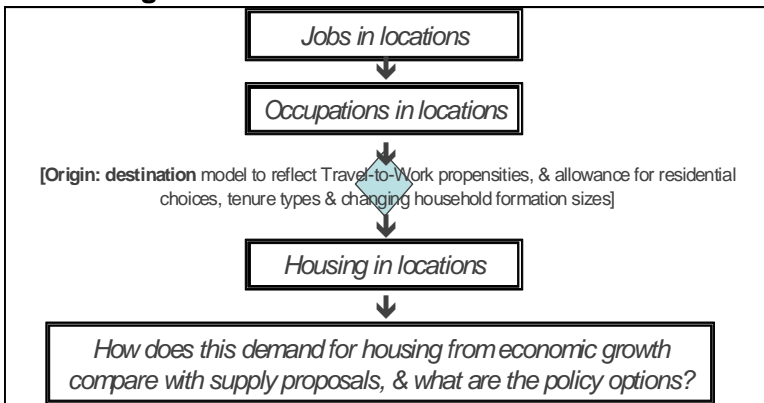 Jobs in locations
Occupations in locations
[Origin: destination model to reflect Travel-to-Work propensities, & allowance for residential
choices, tenure types & changing household formation sizes]
Housing in locations
How does this demand for housing from economic growth
compare with supply proposals, & what are the policy options?